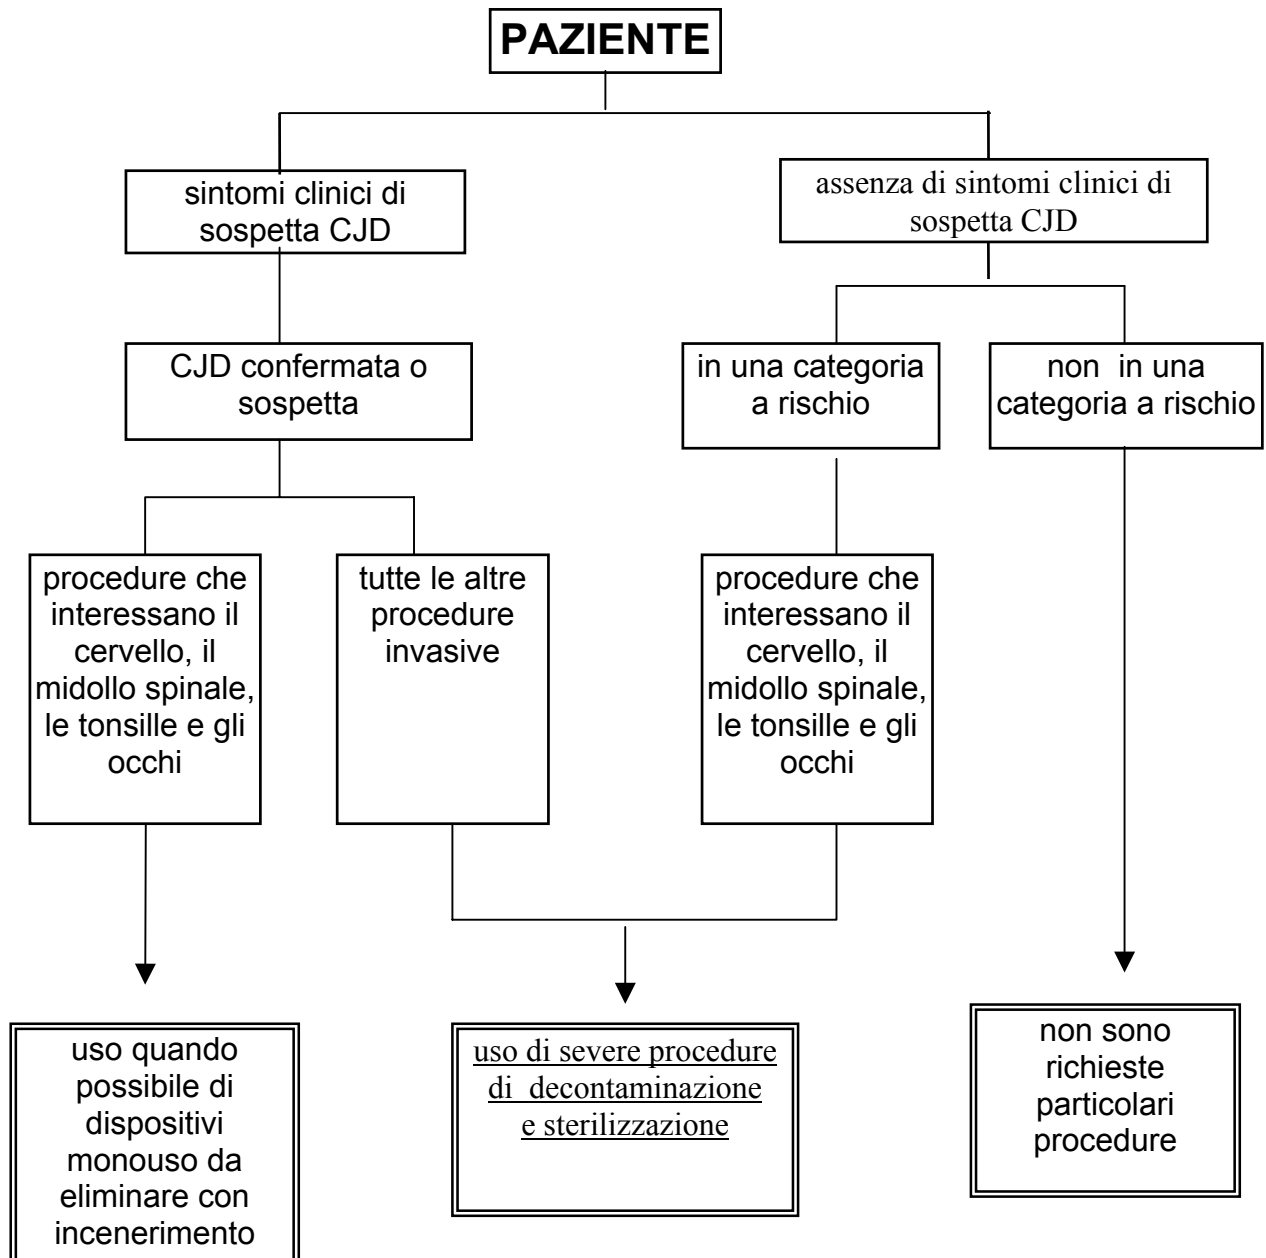 PAZIENTE
sintomi clinici di
sospetta CJD
assenza di sintomi clinici di
sospetta CJD
CJD confermata o
sospetta
in una categoria
a rischio
non in una
categoria a rischio
procedure che
interessano il
cervello, il
midollo spinale,
le tonsille e gli
occhi
tutte le altre
procedure
invasive
procedure che
interessano il
cervello, il
midollo spinale,
le tonsille e gli
occhi
uso quando
possibile di
dispositivi
monouso da
eliminare con
incenerimento
uso di severe procedure
di decontaminazione
e sterilizzazione
non sono
richieste
particolari
procedure